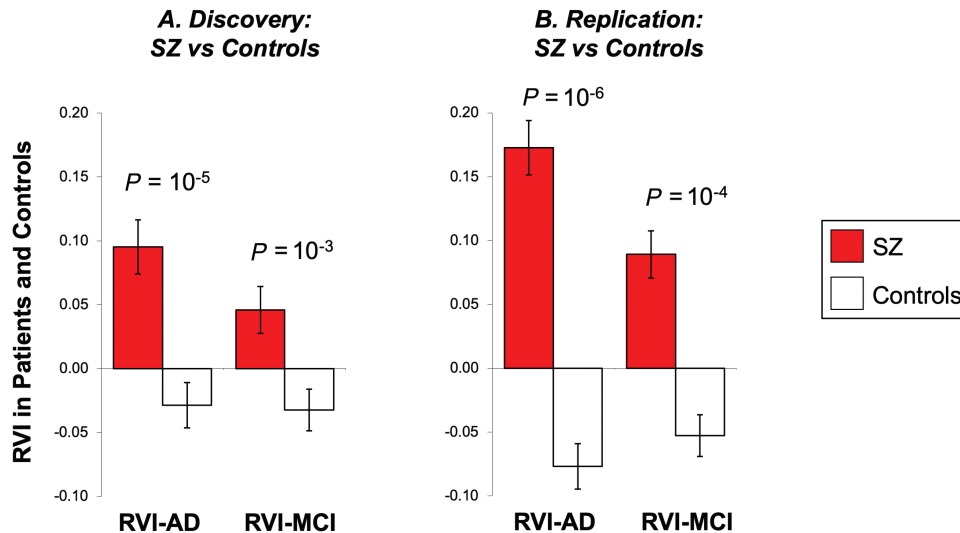 A. Discovery:
SZ vs Controls
B. Replication:
SZ vs Controls
RVI in Patients and Controls
0.20
0.15
0.10
0.05
0.00
-0.05
-0.10
P = 10-5
P = 10-3
RVI-AD
RVI-MCI
0.20
0.15
0.10
0.05
0.00
-0.05
-0.10
P = 10-6
P = 10-4
RVI-AD
RVI-MCI
SZ
Controls